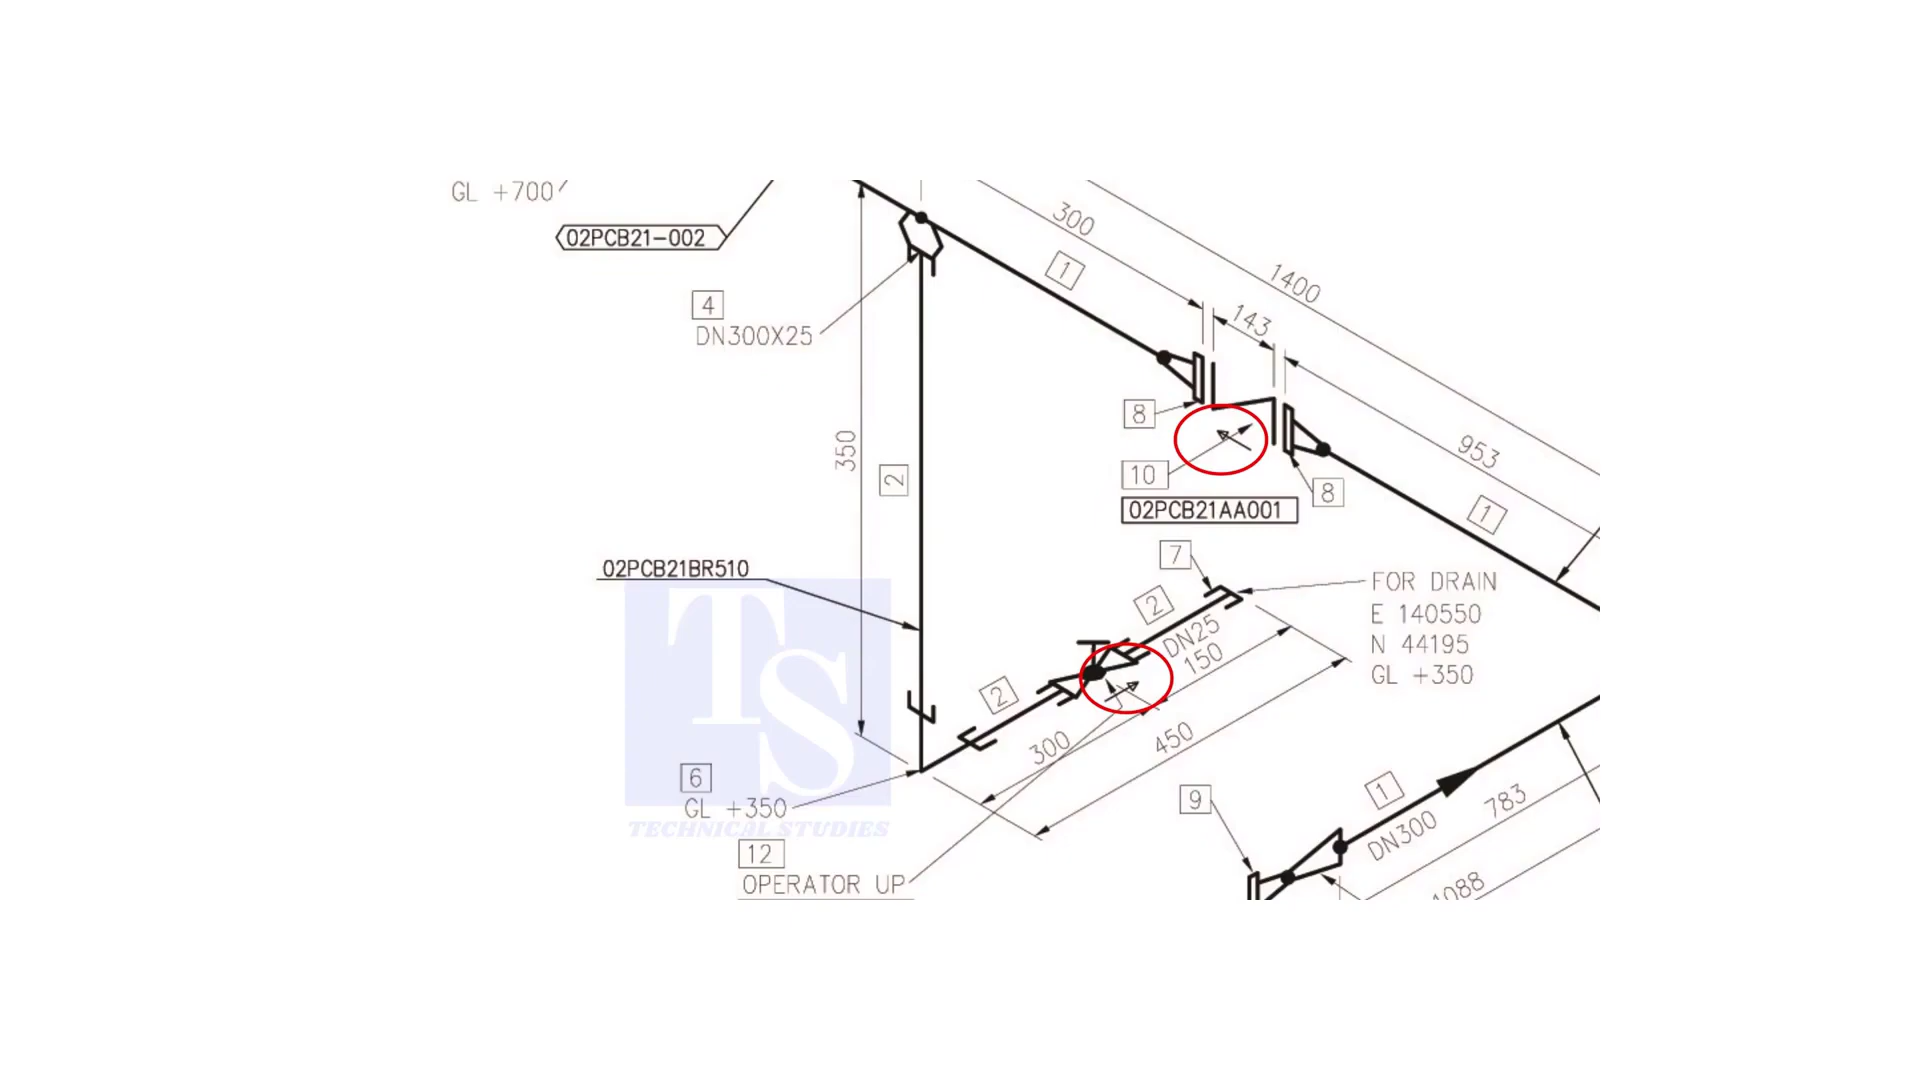 GL +700
02PCB21-002
300
1400
1
143
4
DN300X25
8
350
2
953
10
8
02PCB21AA001
1
7
02PCB21BR510
FOR DRAIN
E 140550
N 44195
GL +350
2
DN25
150
TS
2
300
450
6
GL +350
TECHNICAL STUDIES
9
1
783
DN300
12
OPERATOR UP
1088